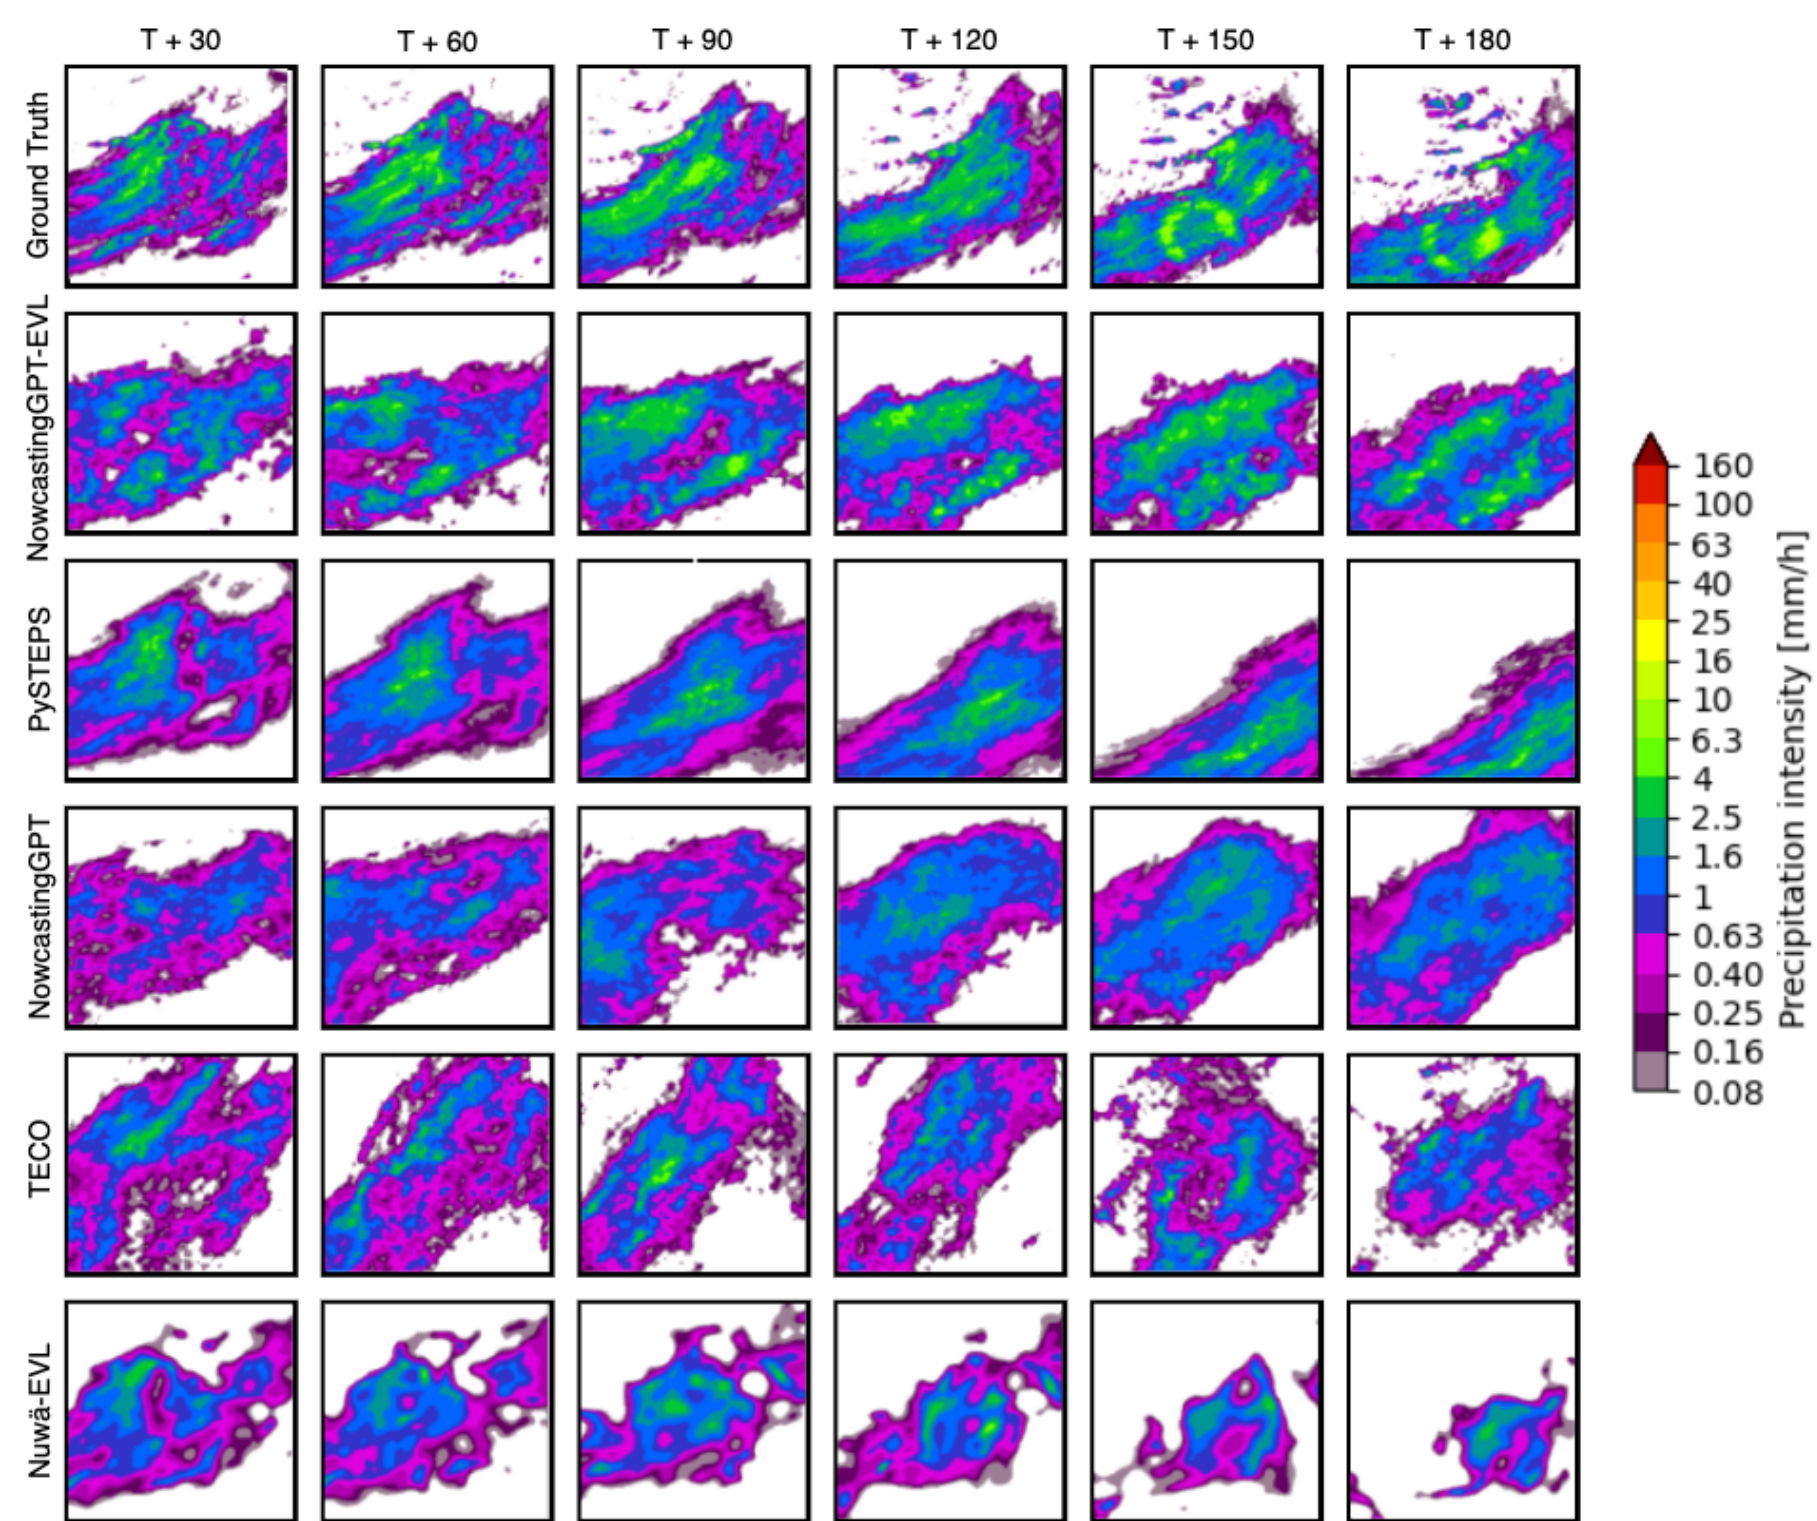 T + 30
T + 60
T + 90
T + 120
T + 150
T + 180
Ground Truth
NowcastingGPT-EVL
PySTEPS
NowcastingGPT
TECO
Nuwä-EVL
160
100
63
40
25
16
10
6.3
4
2.5
1.6
1
0.63
0.40
0.25
0.16
0.08
Precipitation intensity [mm/h]